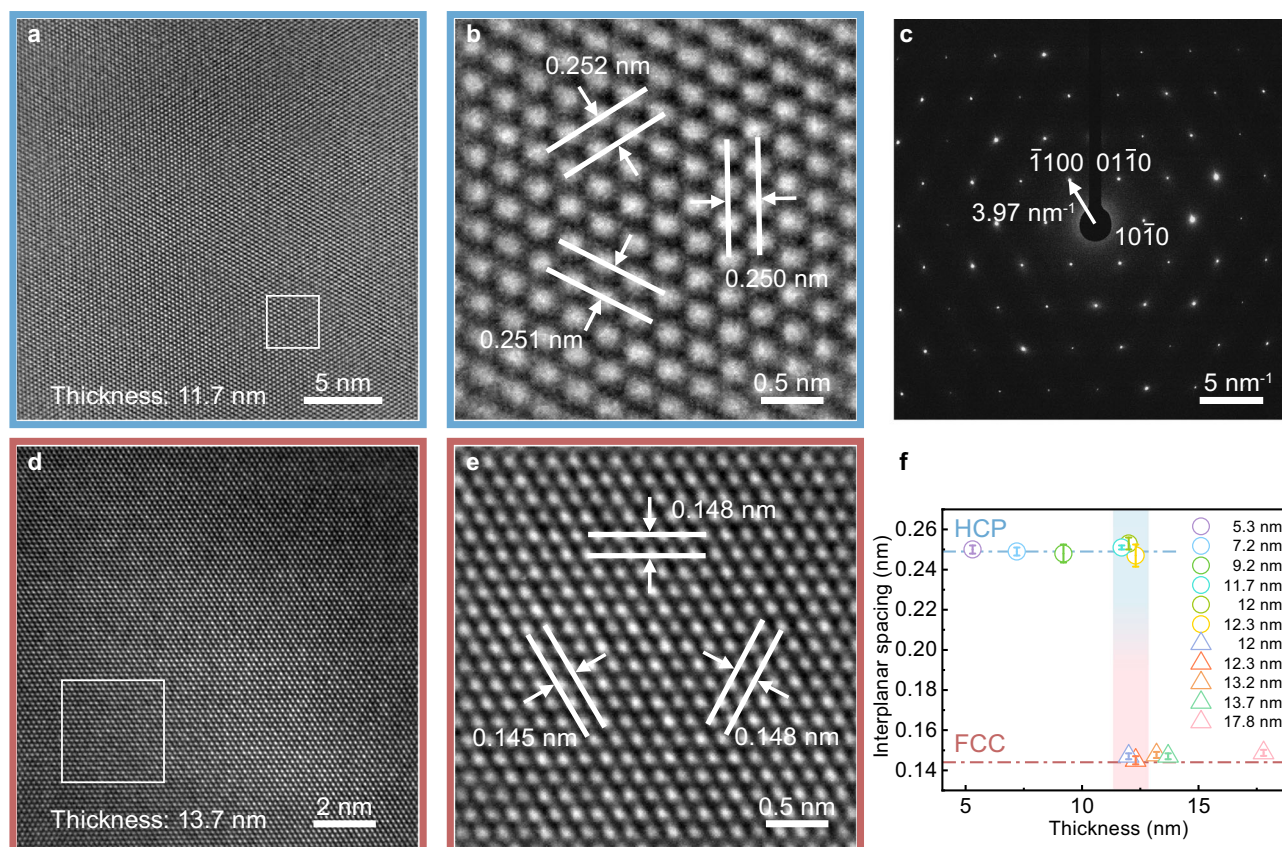 a
Thickness: 11.7 nm
5 nm
b
0.252 nm
0.250 nm
0.251 nm
0.5 nm
c
1̅100 011̅0
3.97 nm⁻¹
101̅0
5 nm⁻¹
d
Thickness: 13.7 nm
2 nm
e
0.148 nm
0.145 nm
0.148 nm
0.5 nm
f
Interplanar spacing (nm)
0.26
0.24
0.22
0.20
0.18
0.16
0.14
HCP
FCC
5.3 nm
7.2 nm
9.2 nm
11.7 nm
12 nm
12.3 nm
12 nm
12.3 nm
13.2 nm
13.7 nm
17.8 nm
5
10
15
Thickness (nm)